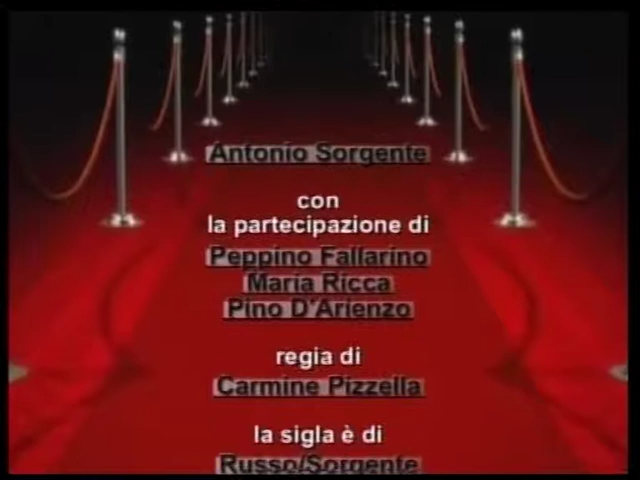 Antonio Sorgente
con
la partecipazione di
Peppino Fallarino
Maria Ricca
Pino D'Arienzo
regia di
Carmine Pizzella
la sigla è di
Russo/Sorgente